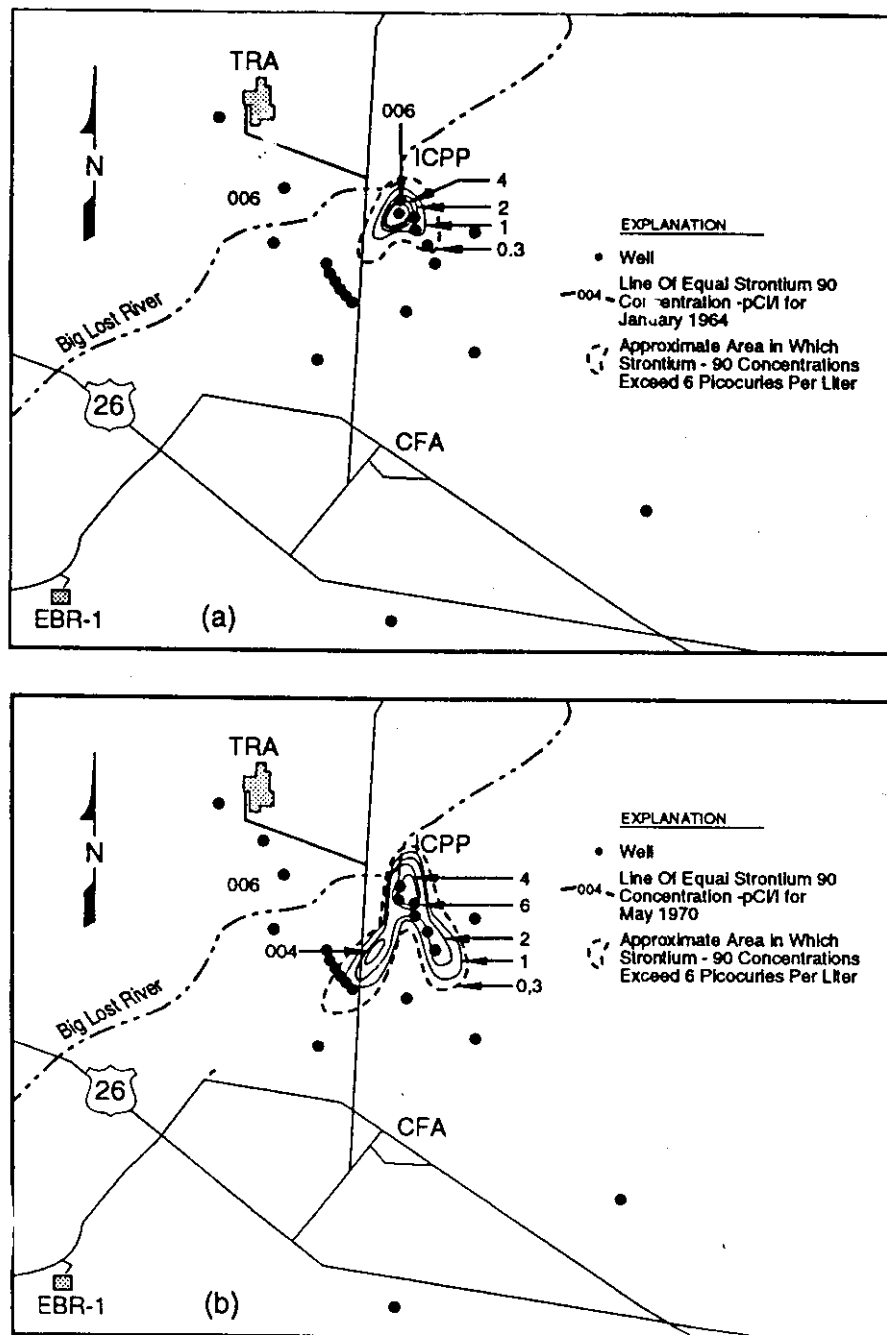 TRA
006
N
ICPP
4
2
1
0.3
006
Big Lost River
EXPLANATION
Well
Line Of Equal Strontium 90
004
Concentration -pCi/l for
January 1964
Approximate Area in Which
Strontium - 90 Concentrations
Exceed 6 Picocuries Per Liter
26
CFA
EBR-1
(a)
TRA
N
ICPP
006
4
6
004
2
1
0,3
Big Lost River
EXPLANATION
Well
Line Of Equal Strontium 90
004
Concentration -pCi/l for
May 1970
Approximate Area in Which
Strontium - 90 Concentrations
Exceed 6 Picocuries Per Liter
26
CFA
EBR-1
(b)